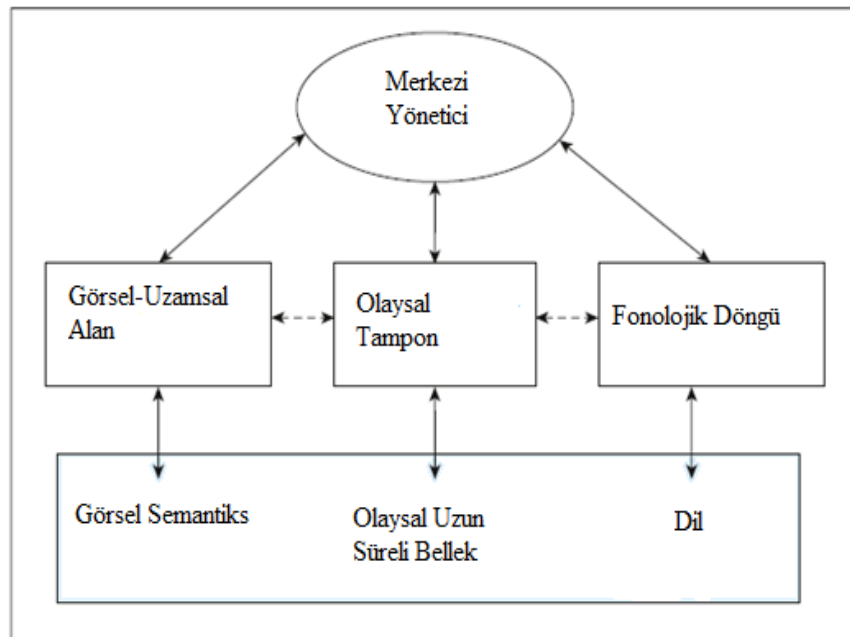 Merkezi
Yönetici
Görsel-Uzamsal
Alan
Olaysal
Tampon
Fonolojik Döngü
Görsel Semantiks
Olaysal Uzun
Süreli Bellek
Dil